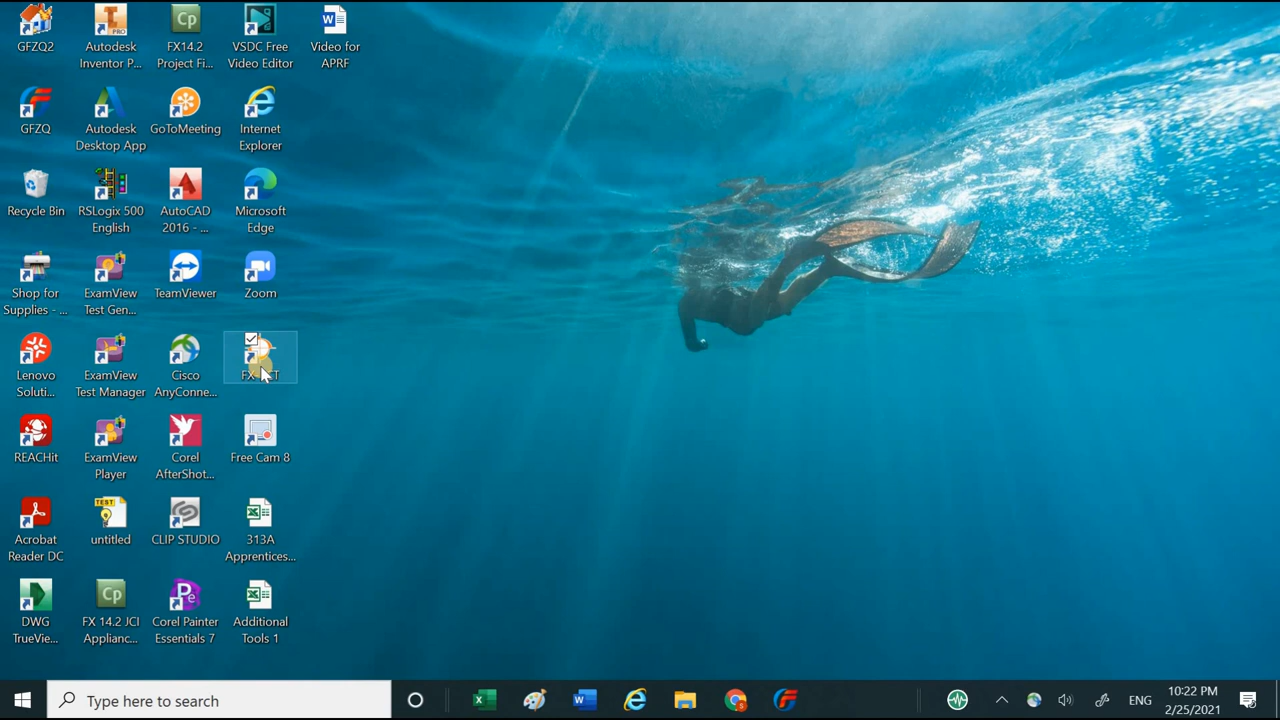 GFZQ2
Autodesk
Inventor P...
FX14.2
Project Fi...
VSDC Free
Video Editor
Video for
APRF
GFZQ
Autodesk
Desktop App
GoToMeeting
Internet
Explorer
Recycle Bin
RSLogix 500
English
AutoCAD
2016 - ...
Microsoft
Edge
Shop for
Supplies - ...
ExamView
Test Gen...
TeamViewer
Zoom
Lenovo
Soluti...
ExamView
Test Manager
Cisco
AnyConne...
REACHit
ExamView
Player
Corel
AfterShot...
Free Cam 8
Acrobat
Reader DC
TEST
untitled
CLIP STUDIO
313A
Apprentices...
DWG
TrueVie...
FX 14.2 JCI
Applianc...
Corel Painter
Essentials 7
Additional
Tools 1
Type here to search
ENG
10:22 PM
2/25/2021